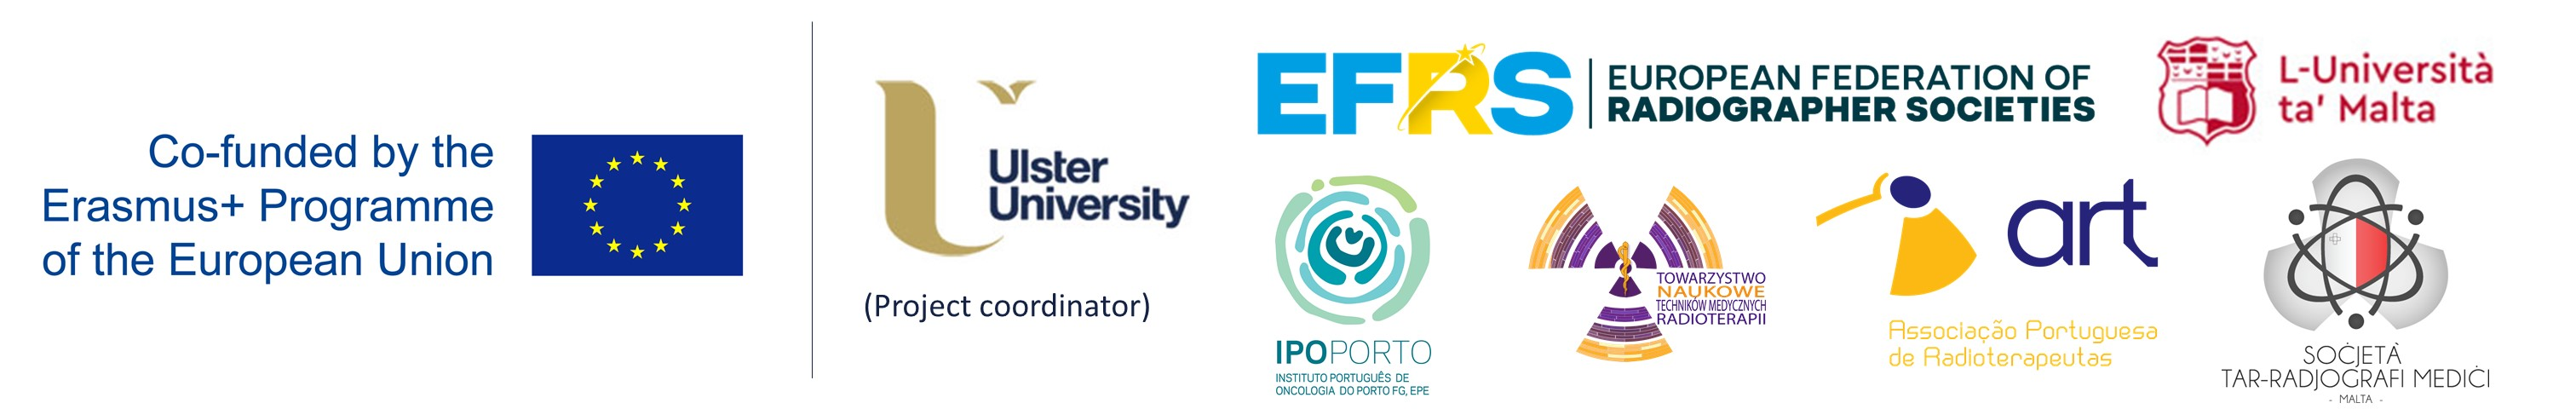 Co-funded by the
Erasmus+ Programme
of the European Union
Ulster
University
(Project coordinator)
EFRS
EUROPEAN FEDERATION OF
RADIOGRAPHER SOCIETIES
L-Università
ta' Malta
IPOPORTO
INSTITUTO PORTUGUÊS DE
ONCOLOGIA DO PORTO FG, EPE
TOWARZYSTWO
NAUKOWE
TECHNIKÓW MEDYCZNYCH
RADIOTERAPII
art
Associação Portuguesa
de Radioterapeutas
SOĊJETÀ
TAR-RADJOGRAFI MEDIĊI
- MALTA -